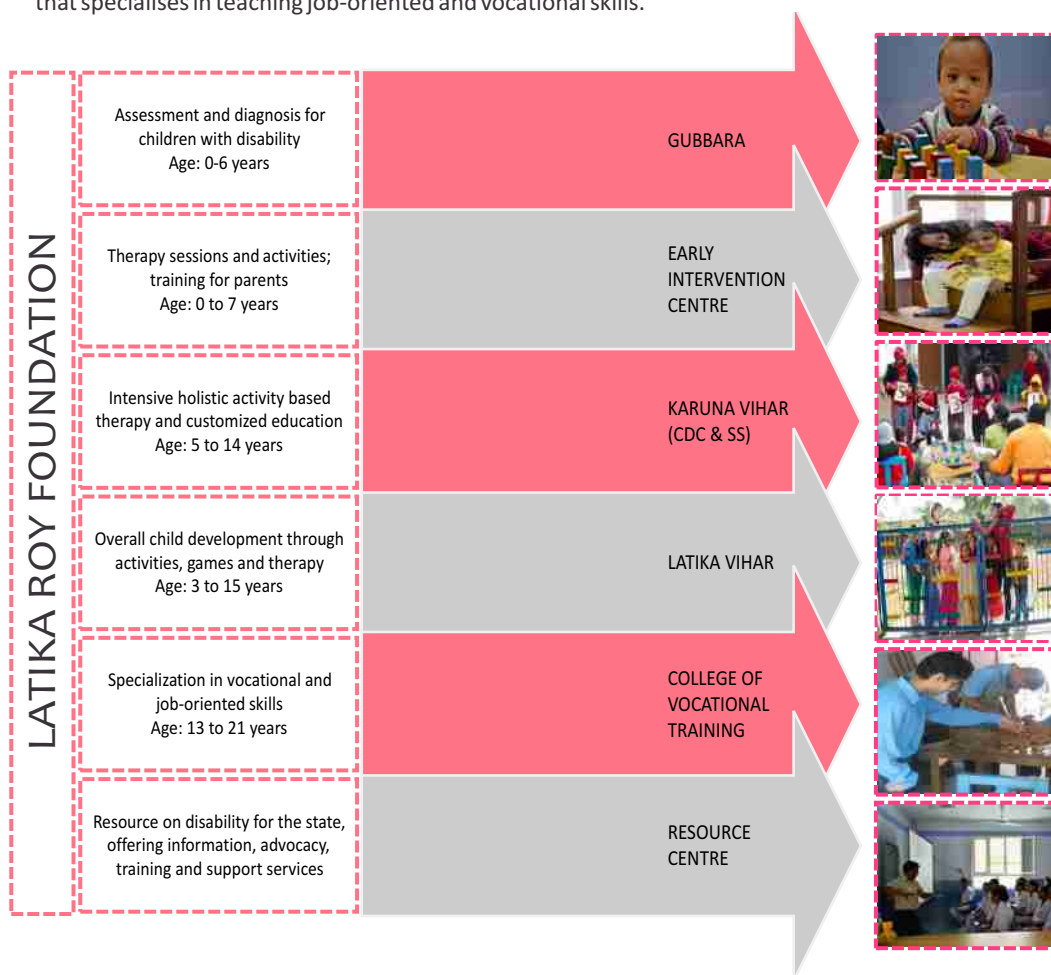 that specialises in teaching job-oriented and vocational skills.
LATIKA ROY FOUNDATION
Assessment and diagnosis for
children with disability
Age: 0-6 years
GUBBARA
Therapy sessions and activities;
training for parents
Age: 0 to 7 years
EARLY
INTERVENTION
CENTRE
Intensive holistic activity based
therapy and customized education
Age: 5 to 14 years
KARUNA VIHAR
(CDC & SS)
Overall child development through
activities, games and therapy
Age: 3 to 15 years
LATIKA VIHAR
Specialization in vocational and
job-oriented skills
Age: 13 to 21 years
COLLEGE OF
VOCATIONAL
TRAINING
Resource on disability for the state,
offering information, advocacy,
training and support services
RESOURCE
CENTRE